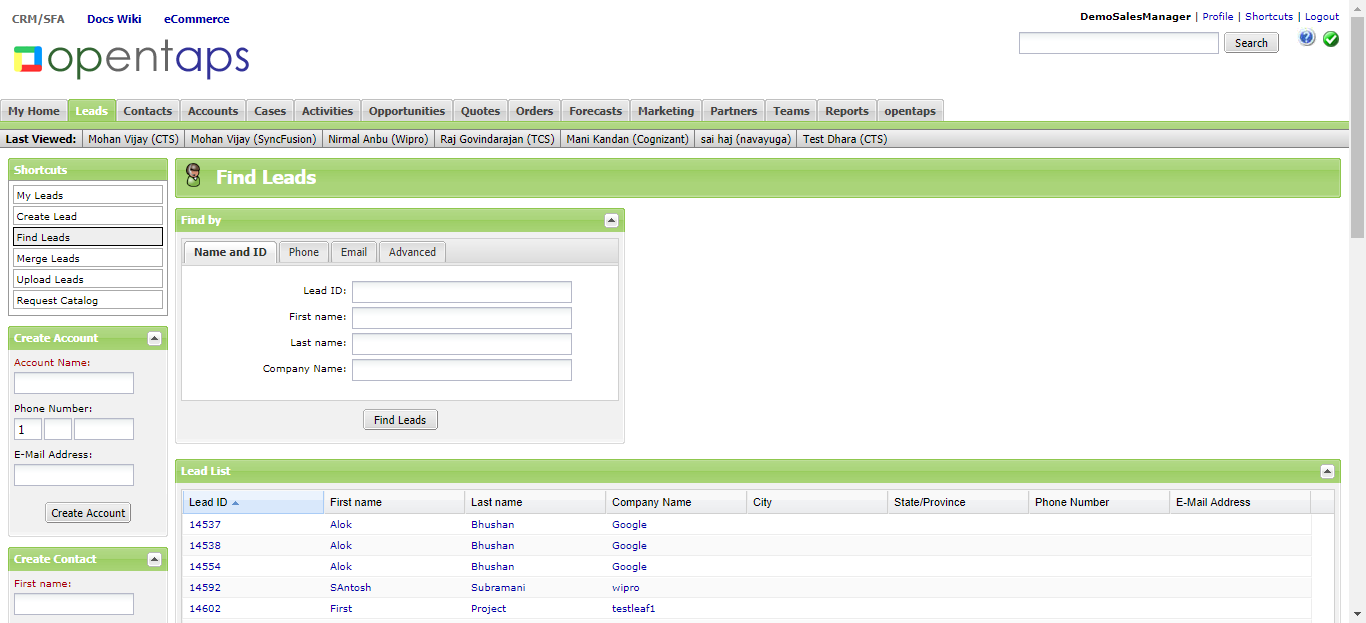 CRM/SFA Docs Wiki eCommerce
DemoSalesManager | Profile | Shortcuts | Logout
opentaps
Search
My Home Leads Contacts Accounts Cases Activities Opportunities Quotes Orders Forecasts Marketing Partners Teams Reports opentaps
Last Viewed: Mohan Vijay (CTS) Mohan Vijay (SyncFusion) Nirmal Anbu (Wipro) Raj Govindarajan (TCS) Mani Kandan (Cognizant) sai haj (navayuga) Test Dhara (CTS)
Shortcuts
My Leads
Create Lead
Find Leads
Merge Leads
Upload Leads
Request Catalog
Create Account
Account Name:
Phone Number:
1
E-Mail Address:
Create Account
Create Contact
First name:
Find Leads
Find by
Name and ID Phone Email Advanced
Lead ID:
First name:
Last name:
Company Name:
Find Leads
Lead List
Lead ID First name Last name Company Name City State/Province Phone Number E-Mail Address
14537 Alok Bhushan Google
14538 Alok Bhushan Google
14554 Alok Bhushan Google
14592 SAntosh Subramani wipro
14602 First Project testleaf1